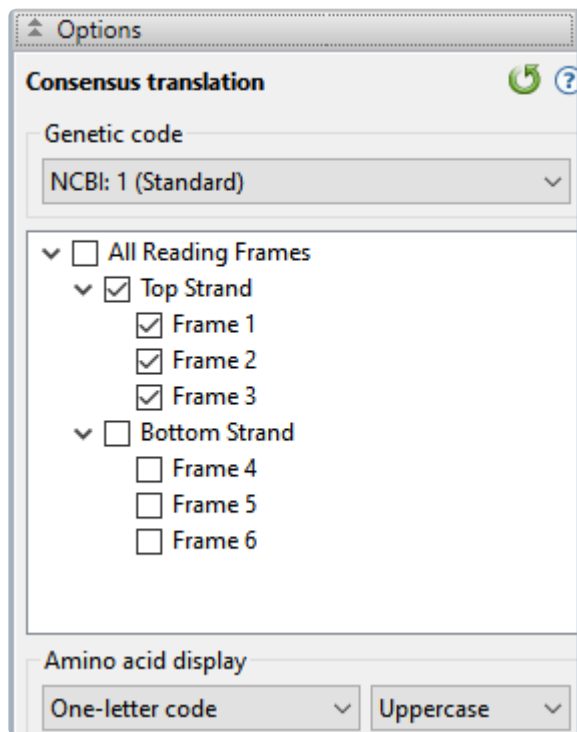 Options
Consensus translation
?
Genetic code
NCBI: 1 (Standard)
All Reading Frames
Top Strand
Frame 1
Frame 2
Frame 3
Bottom Strand
Frame 4
Frame 5
Frame 6
Amino acid display
One-letter code Uppercase